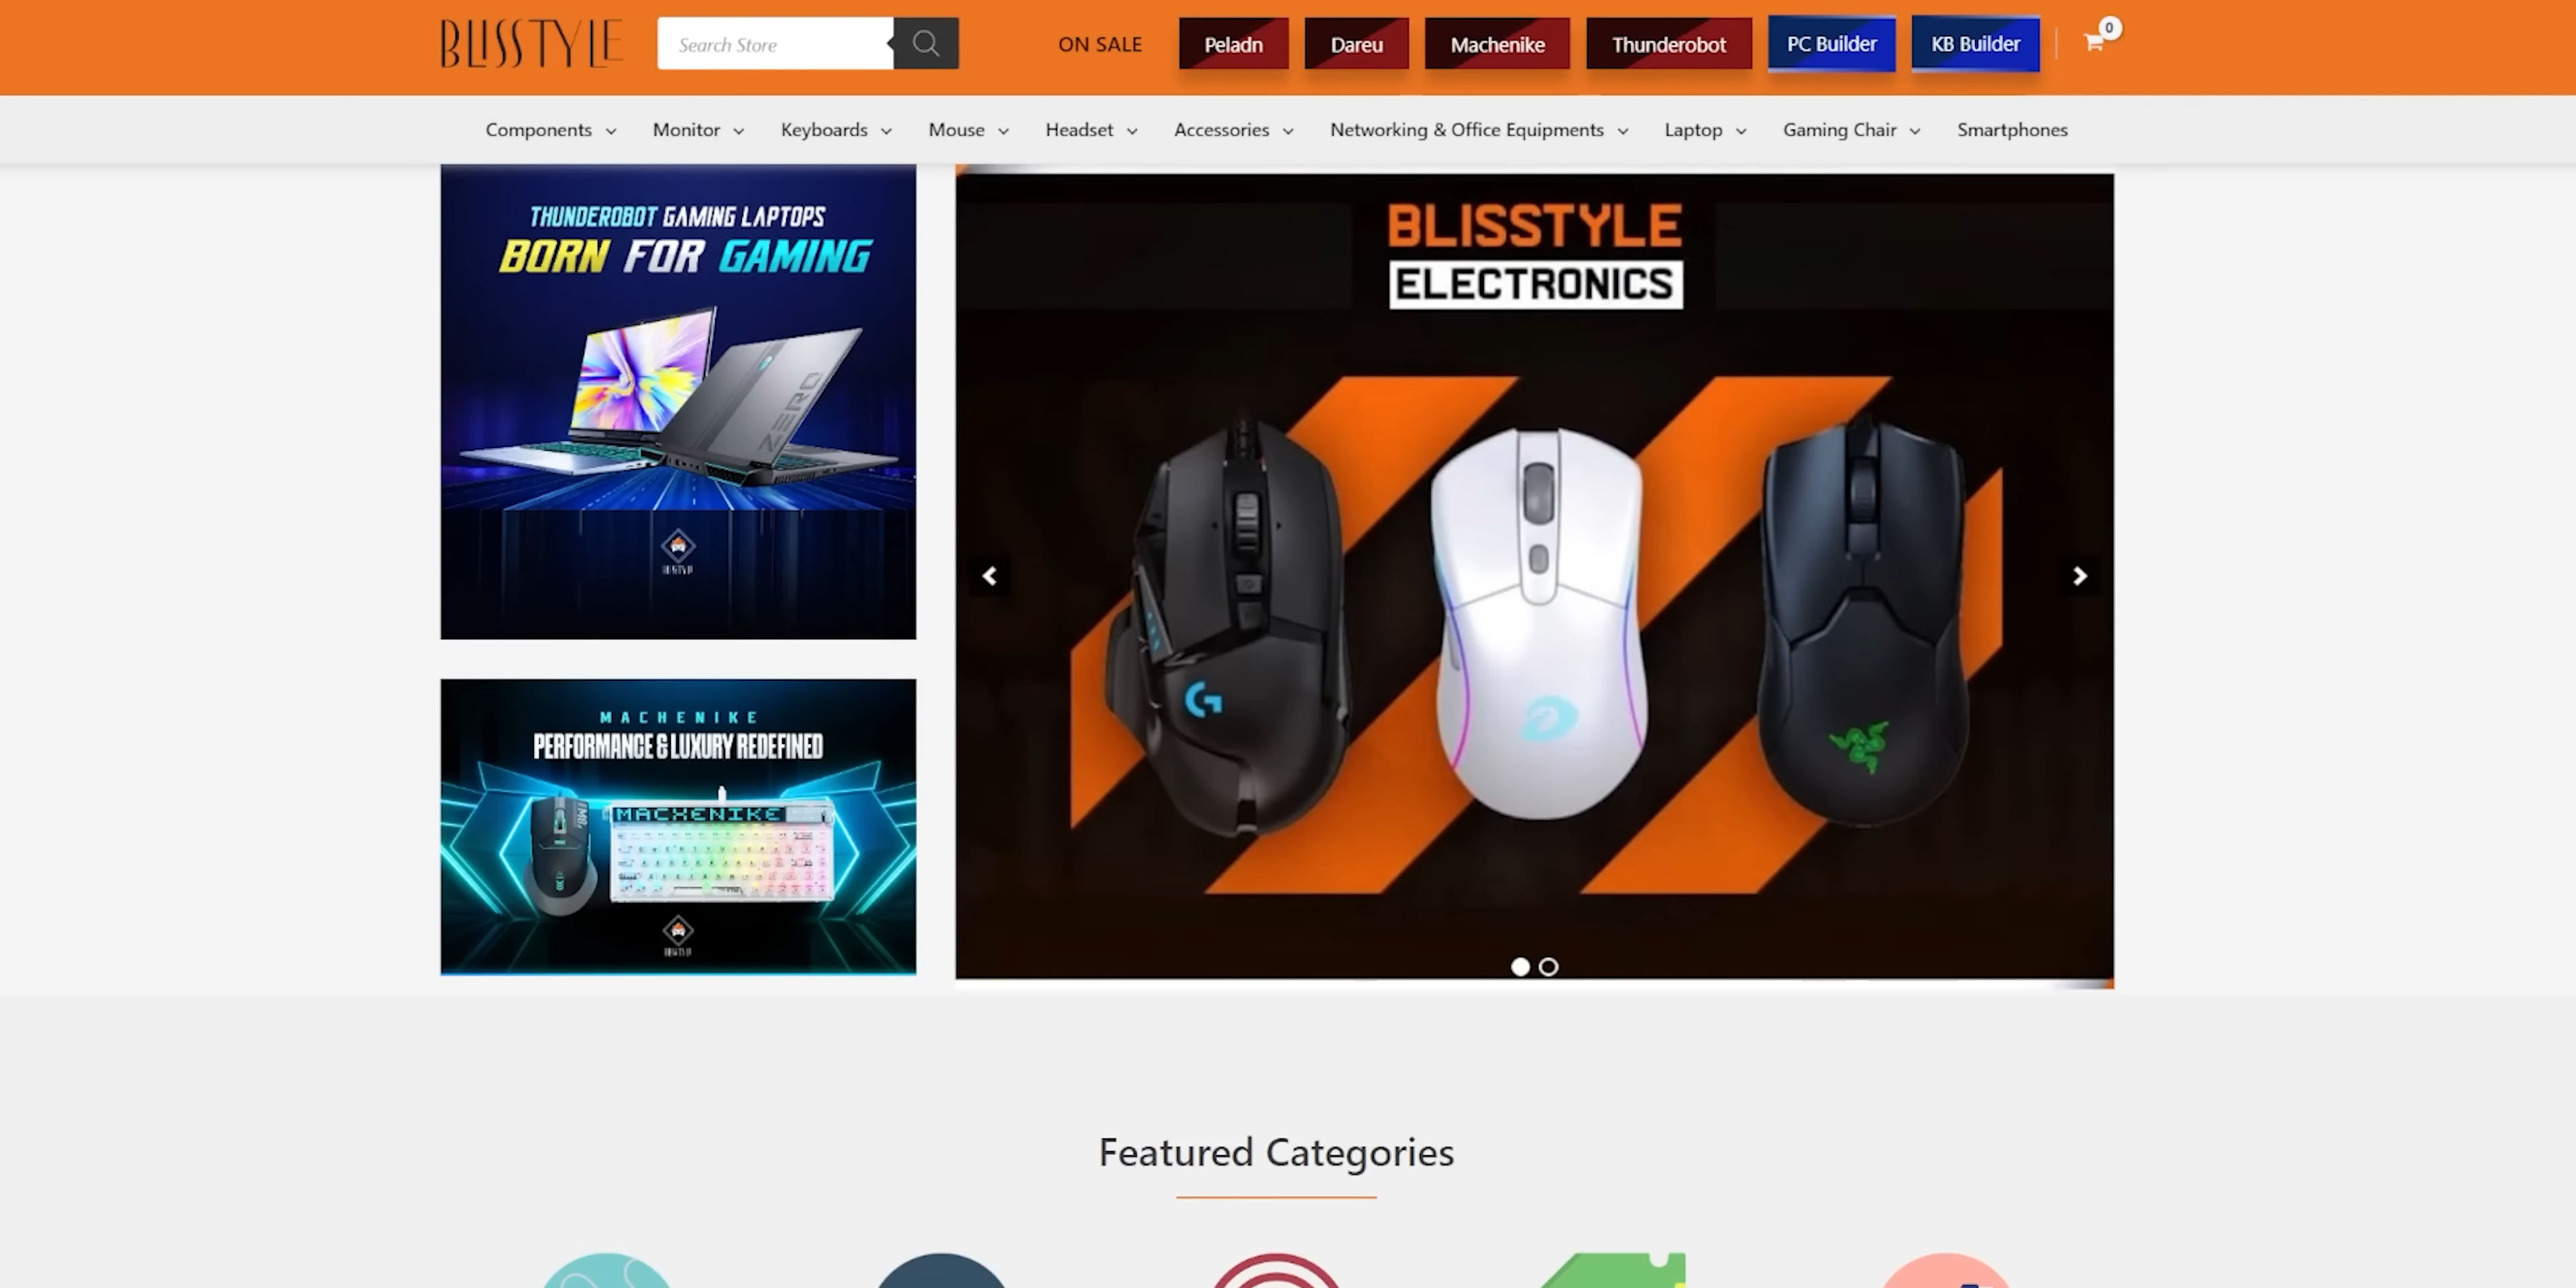 BLISSTYLE
Search Store
ON SALE
Peladn
Dareu
Machenike
Thunderobot
PC Builder
KB Builder
0
Components
Monitor
Keyboards
Mouse
Headset
Accessories
Networking & Office Equipments
Laptop
Gaming Chair
Smartphones
THUNDEROBOT GAMING LAPTOPS
BORN FOR GAMING
ZERO
BLISSTYLE
ELECTRONICS
G
MACHENIKE
PERFORMANCE & LUXURY REDEFINED
MACHENIKE
Featured Categories